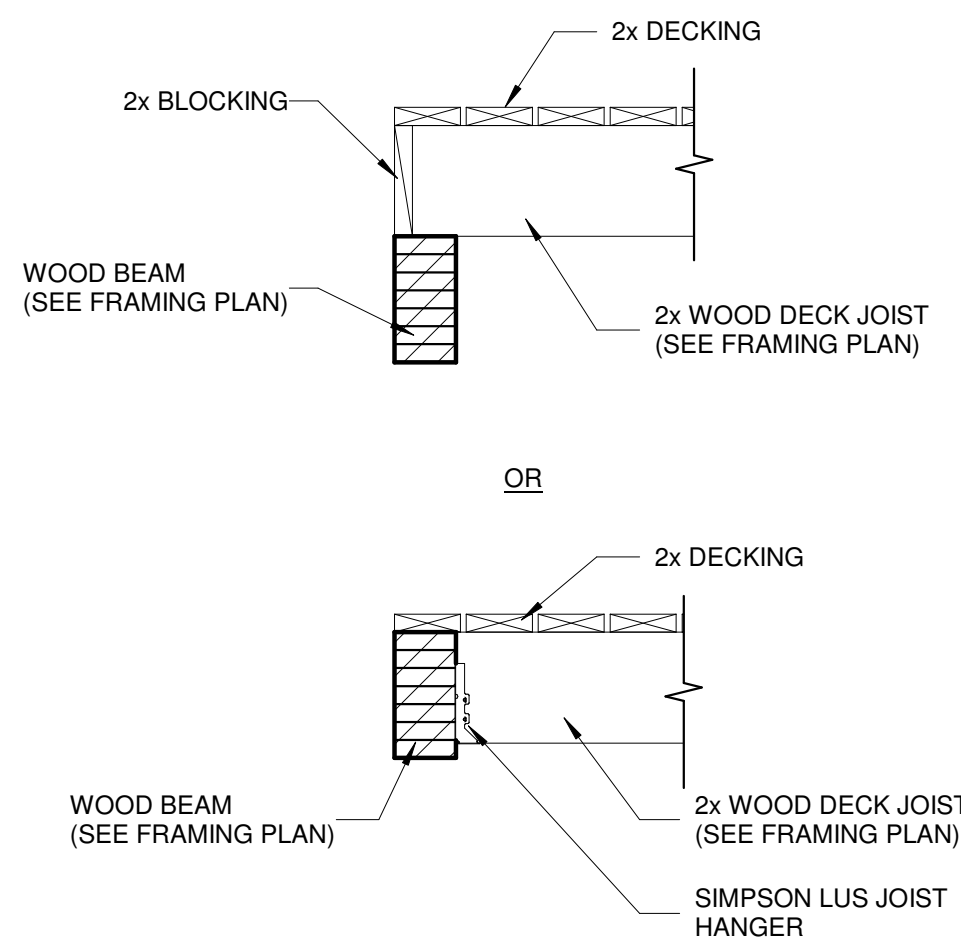 2x DECKING
2x BLOCKING
WOOD BEAM
(SEE FRAMING PLAN)
2x WOOD DECK JOIST
(SEE FRAMING PLAN)
OR
2x DECKING
WOOD BEAM
(SEE FRAMING PLAN)
2x WOOD DECK JOIST
(SEE FRAMING PLAN)
SIMPSON LUS JOIST
HANGER